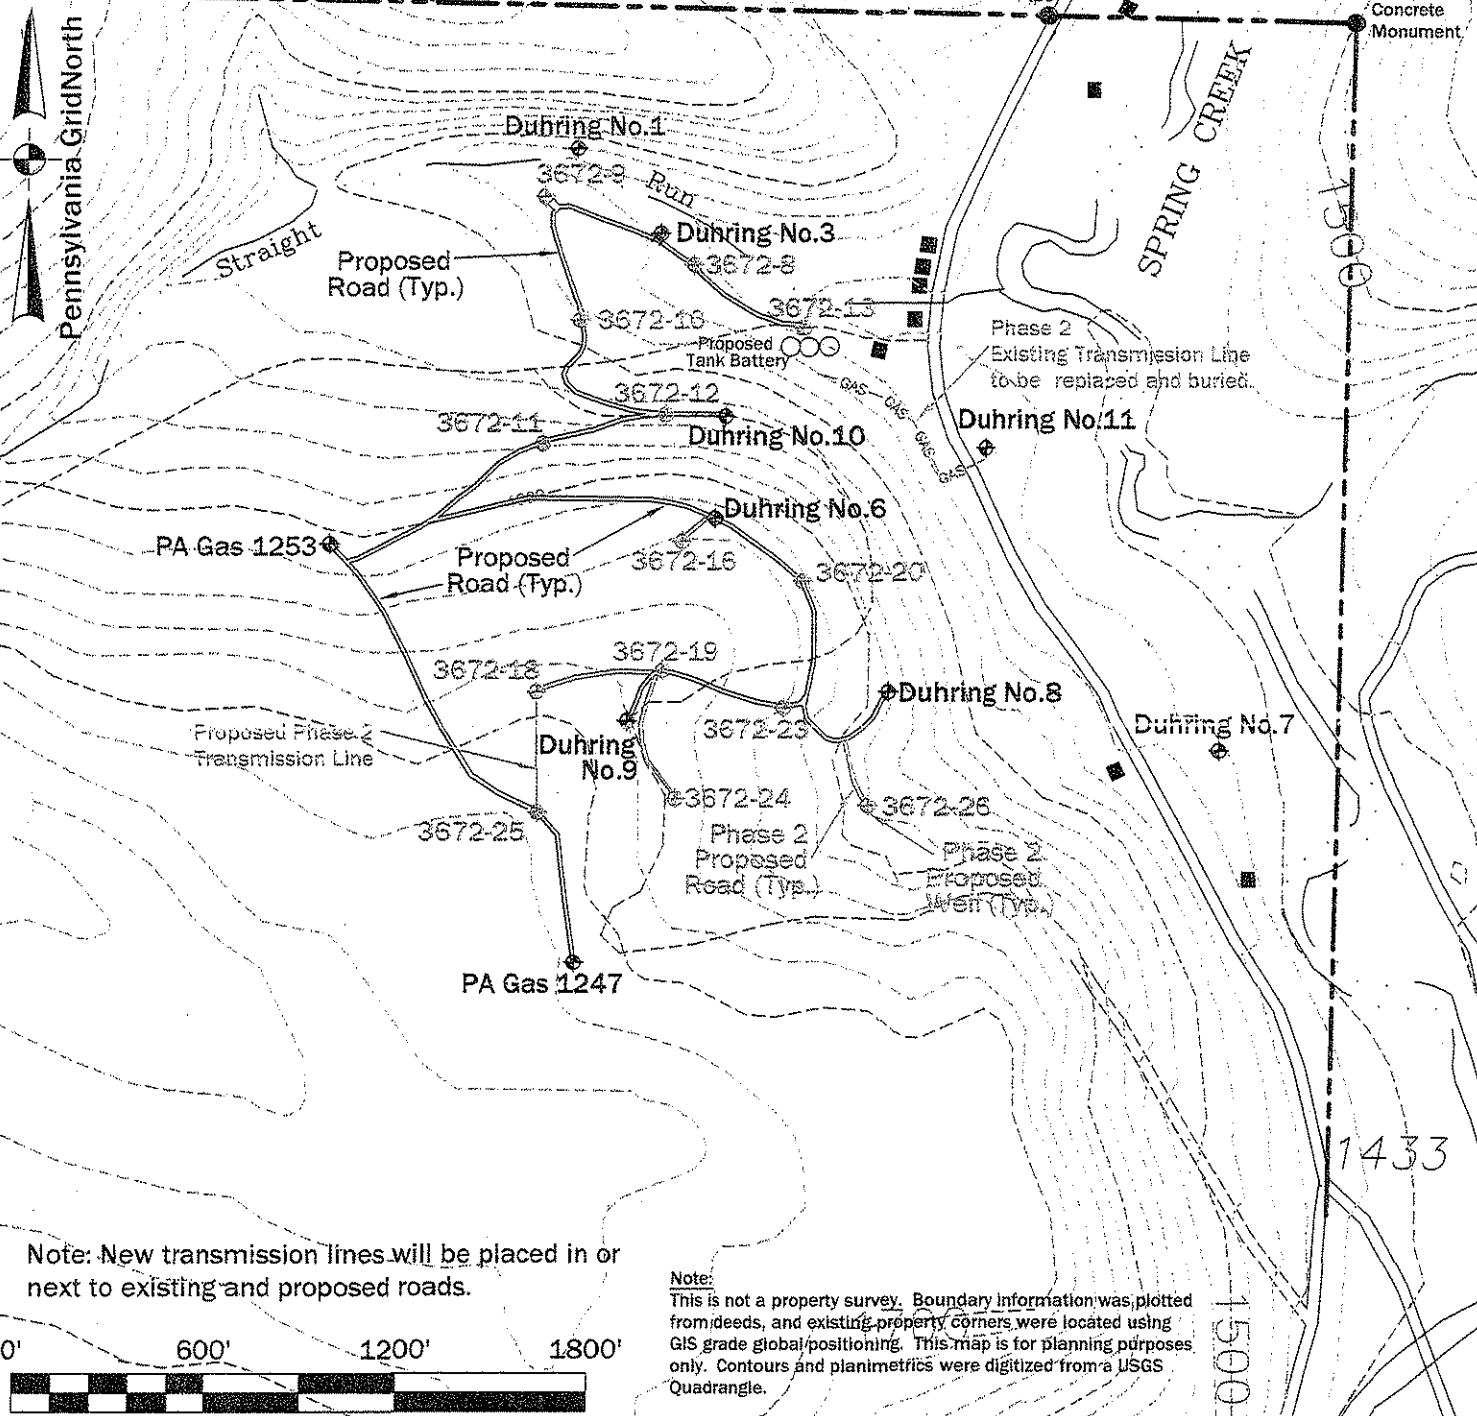 Concrete
Monument
Pennsylvania GridNorth
SPRING CREEK
1500
Duhring No.1
3672-9
Run
Straight
Duhring No.3
3672-8
Proposed
Road (Typ.)
3672-13
Proposed
Tank Battery
Phase 2
Existing Transmission Line
to be replaced and buried.
GAS
GAS
GAS
GAS
3672-12
3672-11
Duhring No.10
Duhring No.11
Duhring No.6
PA Gas 1253
Proposed
Road (Typ.)
3672-20
3672-19
3672-18
Duhring No.8
Proposed Phase 2
Transmission Line
3672-23
Duhring No.7
Duhring
No.9
3672-24
3672-26
3672-25
Phase 2
Proposed
Road (Typ.)
Phase 2
Proposed
Well (Typ.)
PA Gas 1247
1433
Note: New transmission lines will be placed in or
next to existing and proposed roads.
0' 600' 1200' 1800'
Note:
This is not a property survey. Boundary information was plotted
from deeds, and existing property corners were located using
GIS grade global positioning. This map is for planning purposes
only. Contours and planimetrics were digitized from a USGS
Quadrangle.
1500